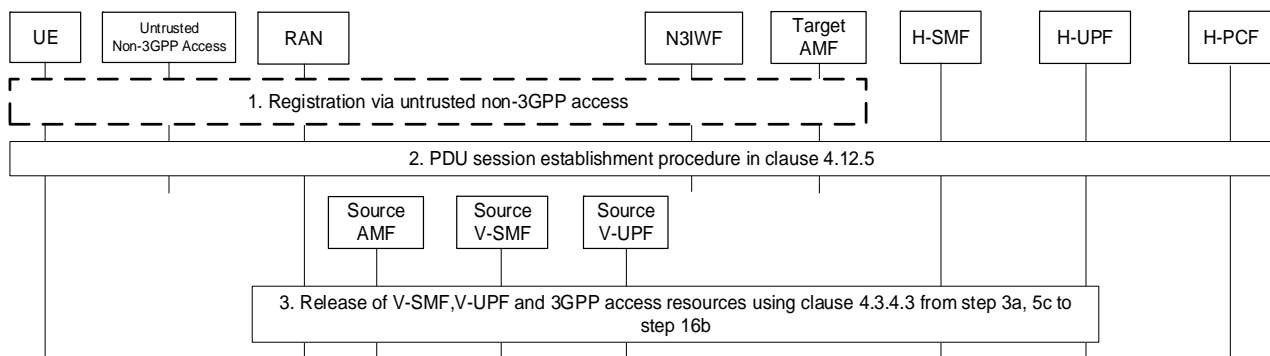 UE
Untrusted
Non-3GPP Access
RAN
N3IWF
Target
AMF
H-SMF
H-UPF
H-PCF
1. Registration via untrusted non-3GPP access
2. PDU session establishment procedure in clause 4.12.5
Source
AMF
Source
V-SMF
Source
V-UPF
3. Release of V-SMF,V-UPF and 3GPP access resources using clause 4.3.4.3 from step 3a, 5c to
step 16b